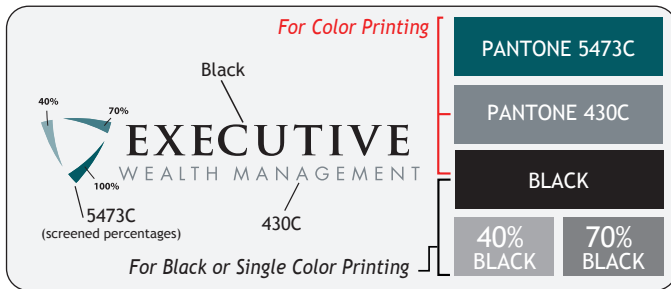 For Color Printing
PANTONE 5473C
Black
40%
70%
PANTONE 430C
EXECUTIVE
WEALTH MANAGEMENT
100%
BLACK
5473C
(screened percentages)
430C
40%
BLACK
70%
BLACK
For Black or Single Color Printing